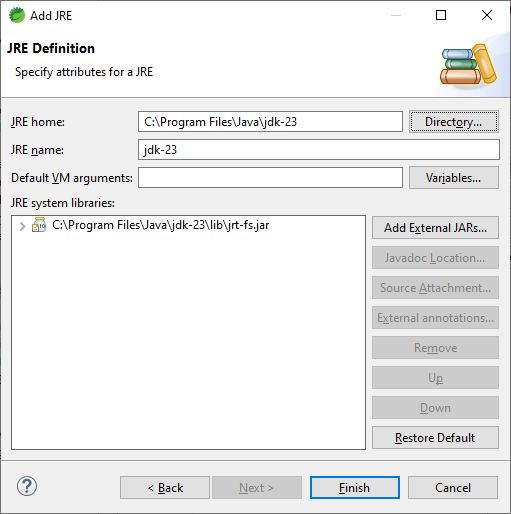 Add JRE
JRE Definition
Specify attributes for a JRE
JRE home:
C:\Program Files\Java\jdk-23
Directory...
JRE name:
jdk-23
Default VM arguments:
Variables...
JRE system libraries:
C:\Program Files\Java\jdk-23\lib\jrt-fs.jar
Add External JARs...
Javadoc Location...
Source Attachment...
External annotations...
Remove
Up
Down
Restore Default
?
< Back
Next >
Finish
Cancel